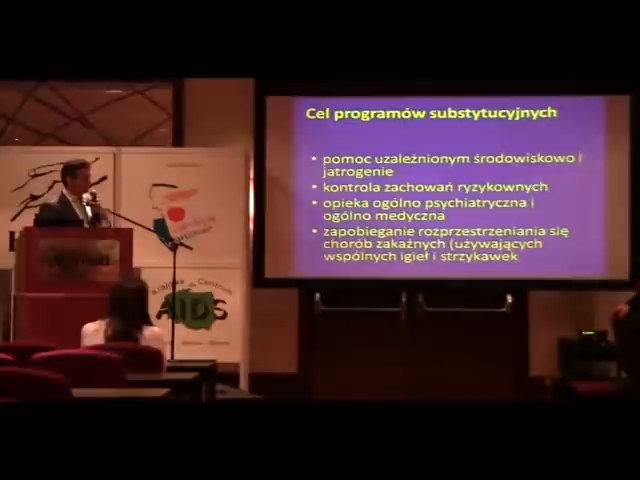 Cel programów substytucyjnych
• pomoc uzależnionym środowiskowo i
jatrogenie
• kontrola zachowań ryzykownych
• opieka ogólno psychiatryczna i
ogólno medyczna
• zapobieganie rozprzestrzeniania się
chorób zakaźnych (używających
wspólnych igieł i strzykawek
AIDS